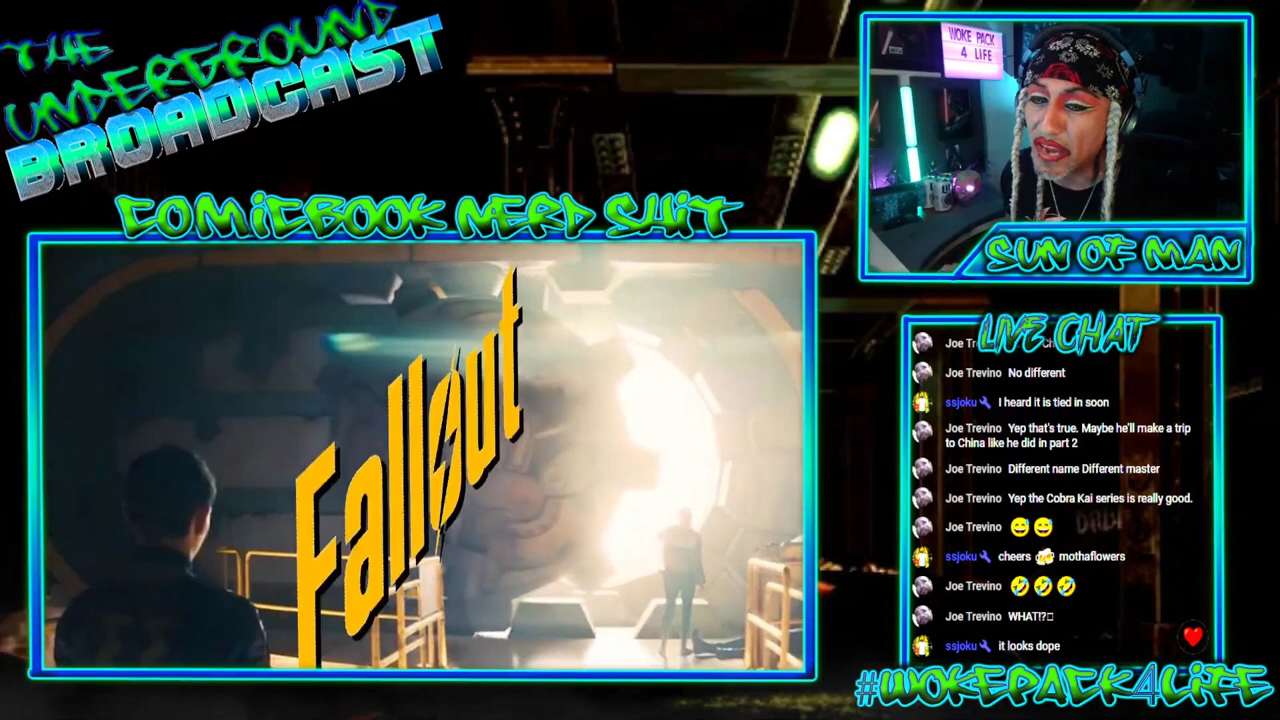 THE
UNDERGROUND
BROADCAST
COMICBOOK NERD SHIT
Fallout
WOKE PACK
4 LIFE
SUN OF MAN
LIVE CHAT
Joe
Joe Trevino No different
ssjoku I heard it is tied in soon
Joe Trevino Yep that's true. Maybe he'll make a trip
to China like he did in part 2
Joe Trevino Different name Different master
Joe Trevino Yep the Cobra Kai series is really good.
Joe Trevino 😅 😅
ssjoku cheers 🍻 mothaflowers
Joe Trevino 🤣 🤣 🤣
Joe Trevino WHAT!?□
ssjoku it looks dope
#WOKEPACK4LIFE